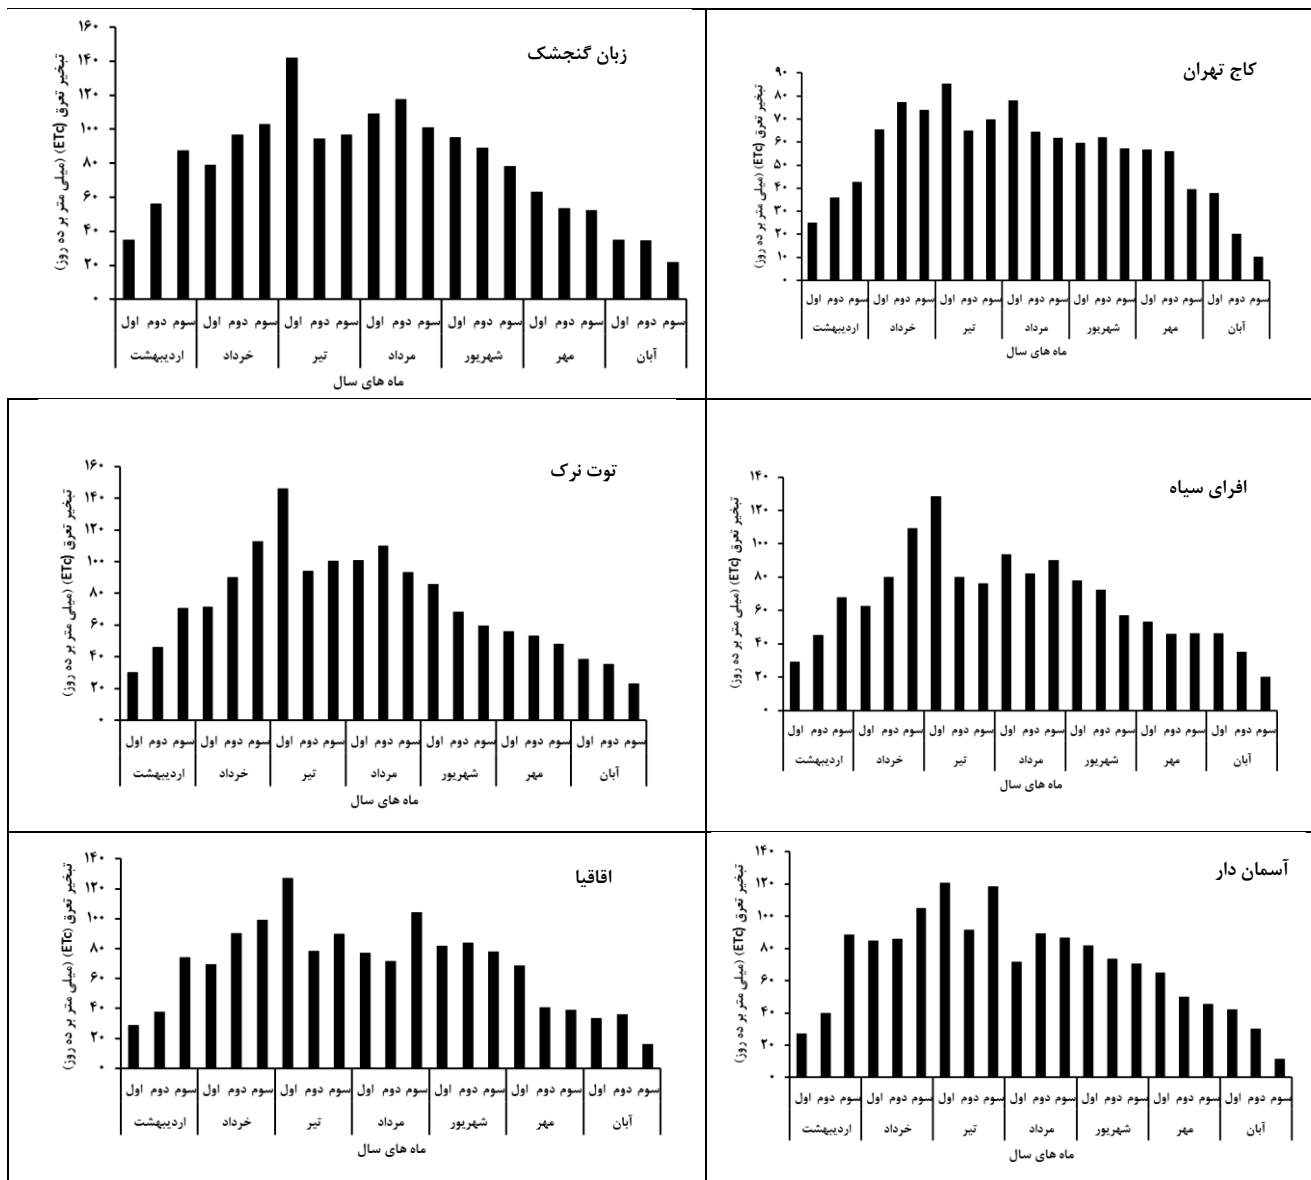 زبان گنجشک
تبخیر تعرق (ETc) (میلی متر بر ده روز)
۱۶۰
۱۴۰
۱۲۰
۱۰۰
۸۰
۶۰
۴۰
۲۰
۰
اول دوم سوم اول دوم سوم اول دوم سوم اول دوم سوم اول دوم سوم اول دوم سوم اول دوم سوم
اردیبهشت خرداد تیر مرداد شهریور مهر آبان
ماه های سال
کاج تهران
تبخیر تعرق (ETc) (میلی متر بر ده روز)
۹۰
۸۰
۷۰
۶۰
۵۰
۴۰
۳۰
۲۰
۱۰
۰
اول دوم سوم اول دوم سوم اول دوم سوم اول دوم سوم اول دوم سوم اول دوم سوم اول دوم سوم
اردیبهشت خرداد تیر مرداد شهریور مهر آبان
ماه های سال
توت نرک
تبخیر تعرق (ETc) (میلی متر بر ده روز)
۱۶۰
۱۴۰
۱۲۰
۱۰۰
۸۰
۶۰
۴۰
۲۰
۰
اول دوم سوم اول دوم سوم اول دوم سوم اول دوم سوم اول دوم سوم اول دوم سوم اول دوم سوم
اردیبهشت خرداد تیر مرداد شهریور مهر آبان
ماه های سال
افرای سیاه
تبخیر تعرق (ETc) (میلی متر بر ده روز)
۱۴۰
۱۲۰
۱۰۰
۸۰
۶۰
۴۰
۲۰
۰
اول دوم سوم اول دوم سوم اول دوم سوم اول دوم سوم اول دوم سوم اول دوم سوم اول دوم سوم
اردیبهشت خرداد تیر مرداد شهریور مهر آبان
ماه های سال
اقاقیا
تبخیر تعرق (ETc) (میلی متر بر ده روز)
۱۴۰
۱۲۰
۱۰۰
۸۰
۶۰
۴۰
۲۰
۰
اول دوم سوم اول دوم سوم اول دوم سوم اول دوم سوم اول دوم سوم اول دوم سوم اول دوم سوم
اردیبهشت خرداد تیر مرداد شهریور مهر آبان
ماه های سال
آسمان دار
تبخیر تعرق (ETc) (میلی متر بر ده روز)
۱۴۰
۱۲۰
۱۰۰
۸۰
۶۰
۴۰
۲۰
۰
اول دوم سوم اول دوم سوم اول دوم سوم اول دوم سوم اول دوم سوم اول دوم سوم اول دوم سوم
اردیبهشت خرداد تیر مرداد شهریور مهر آبان
ماه های سال